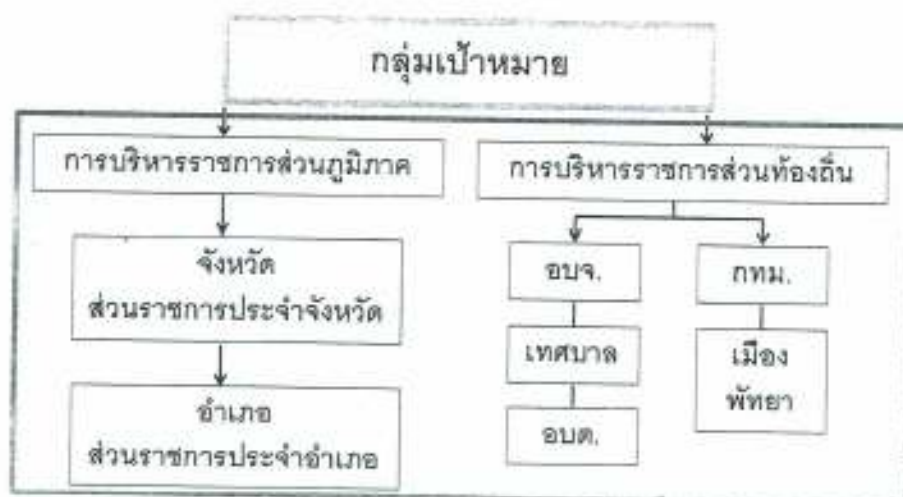 กลุ่มเป้าหมาย
การบริหารราชการส่วนภูมิภาค
จังหวัด
ส่วนราชการประจำจังหวัด
อำเภอ
ส่วนราชการประจำอำเภอ
การบริหารราชการส่วนท้องถิ่น
อบจ.
เทศบาล
อบต.
กทม.
เมือง
พัทยา